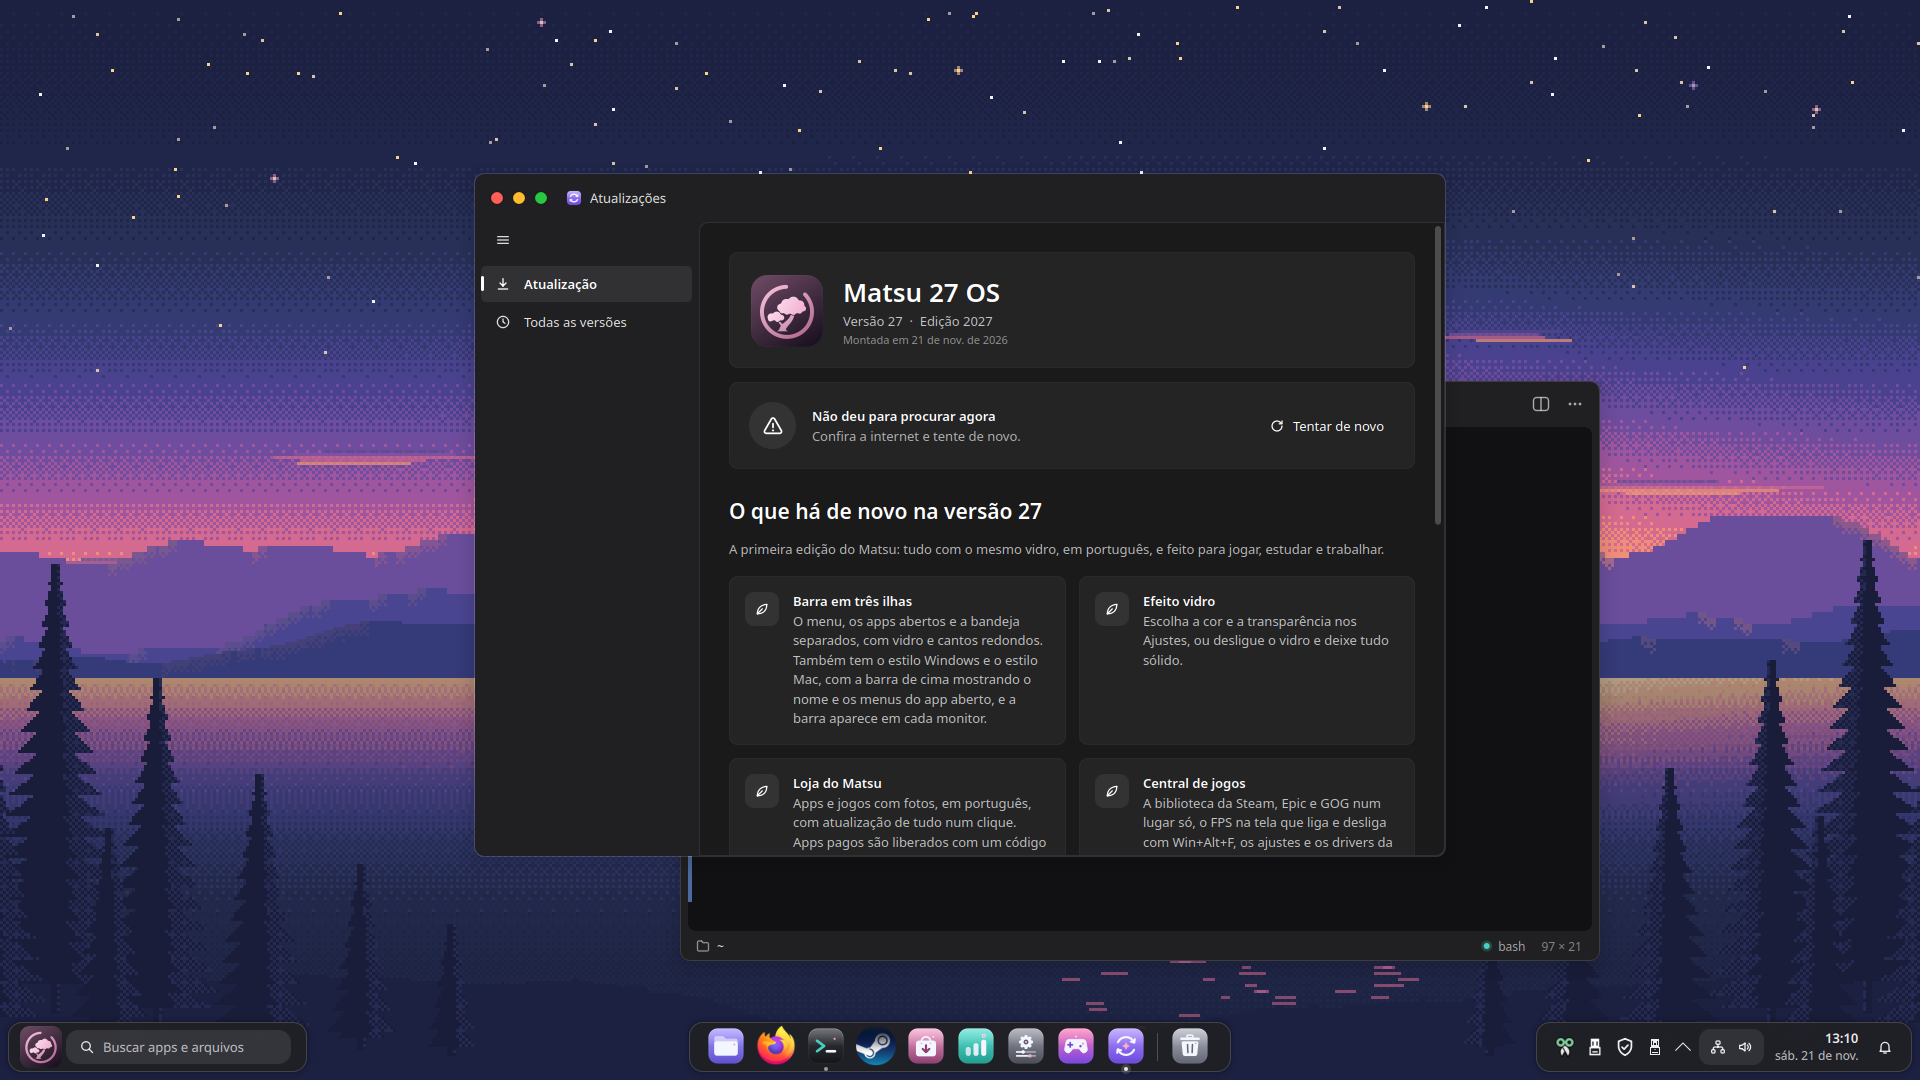 Atualizações
Atualização
Todas as versões
Matsu 27 OS
Versão 27 · Edição 2027
Montada em 21 de nov. de 2026
Não deu para procurar agora
Confira a internet e tente de novo.
Tentar de novo
O que há de novo na versão 27
A primeira edição do Matsu: tudo com o mesmo vidro, em português, e feito para jogar, estudar e trabalhar.
Barra em três ilhas
O menu, os apps abertos e a bandeja
separados, com vidro e cantos redondos.
Também tem o estilo Windows e o estilo
Mac, com a barra de cima mostrando o
nome e os menus do app aberto, e a
barra aparece em cada monitor.
Efeito vidro
Escolha a cor e a transparência nos
Ajustes, ou desligue o vidro e deixe tudo
sólido.
Loja do Matsu
Apps e jogos com fotos, em português,
com atualização de tudo num clique.
Apps pagos são liberados com um código
Central de jogos
A biblioteca da Steam, Epic e GOG num
lugar só, o FPS na tela que liga e desliga
com Win+Alt+F, os ajustes e os drivers da
~
bash
97 × 21
Buscar apps e arquivos
13:10
sáb. 21 de nov.